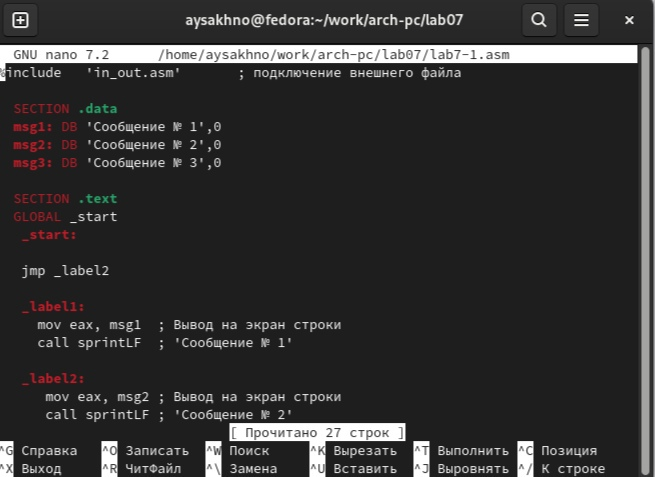 aysakhno@fedora:~/work/arch-pc/lab07
GNU nano 7.2 /home/aysakhno/work/arch-pc/lab07/lab7-1.asm
%include 'in_out.asm' ; подключение внешнего файла
SECTION .data
msg1: DB 'Сообщение № 1',0
msg2: DB 'Сообщение № 2',0
msg3: DB 'Сообщение № 3',0
SECTION .text
GLOBAL _start
_start:
jmp _label2
_label1:
mov eax, msg1 ; Вывод на экран строки
call sprintLF ; 'Сообщение № 1'
_label2:
mov eax, msg2 ; Вывод на экран строки
call sprintLF ; 'Сообщение № 2'
[ Прочитано 27 строк ]
^G Справка ^O Записать ^W Поиск ^K Вырезать ^T Выполнить ^C Позиция
^X Выход ^R ЧитФайл ^\ Замена ^U Вставить ^J Выровнять ^/ К строке